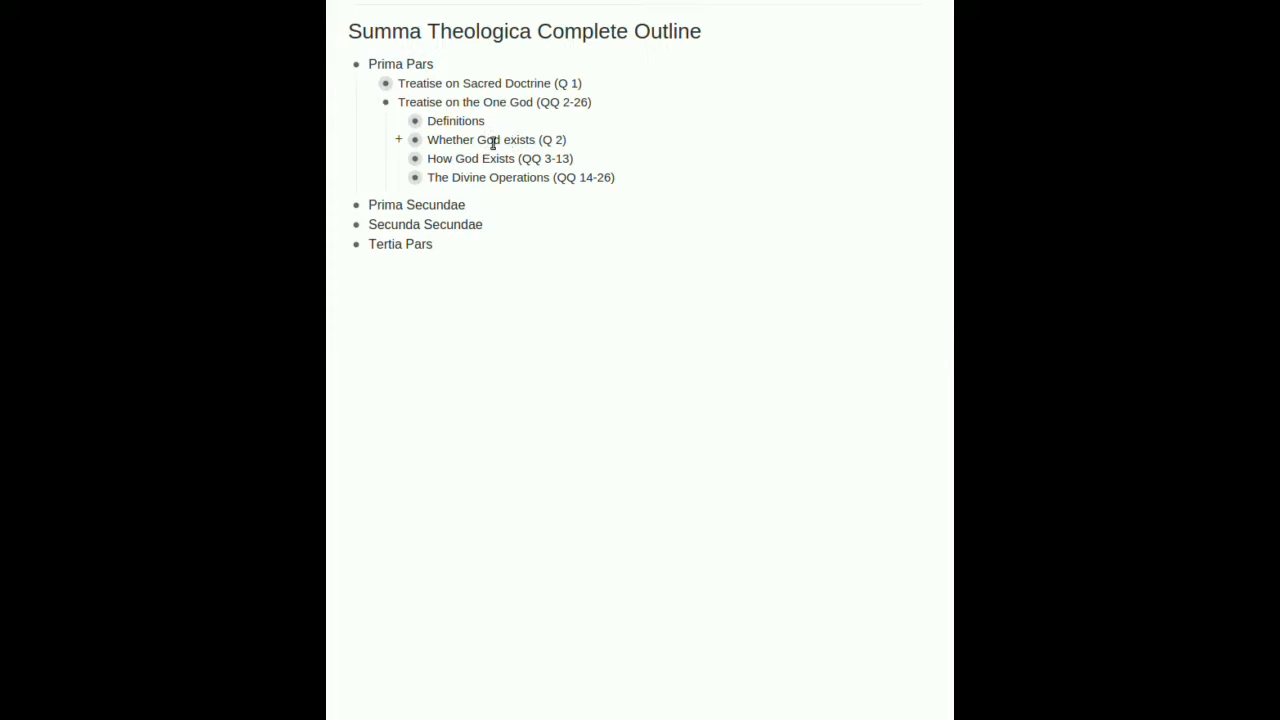 Summa Theologica Complete Outline
Prima Pars
Treatise on Sacred Doctrine (Q 1)
Treatise on the One God (QQ 2-26)
Definitions
Whether God exists (Q 2)
How God Exists (QQ 3-13)
The Divine Operations (QQ 14-26)
Prima Secundae
Secunda Secundae
Tertia Pars